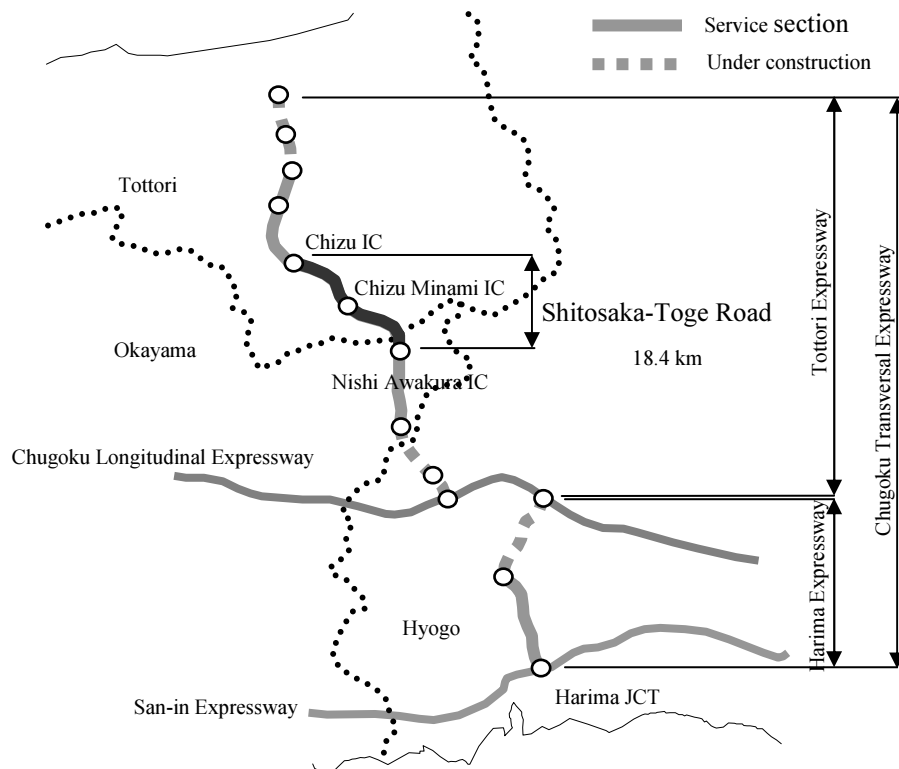 Service section
Under construction
Tottori
Chizu IC
Chizu Minami IC
Shitosaka-Toge Road
18.4 km
Okayama
Nishi Awakura IC
Chugoku Longitudinal Expressway
Tottori Expressway
Chugoku Transversal Expressway
Harima Expressway
Hyogo
San-in Expressway
Harima JCT